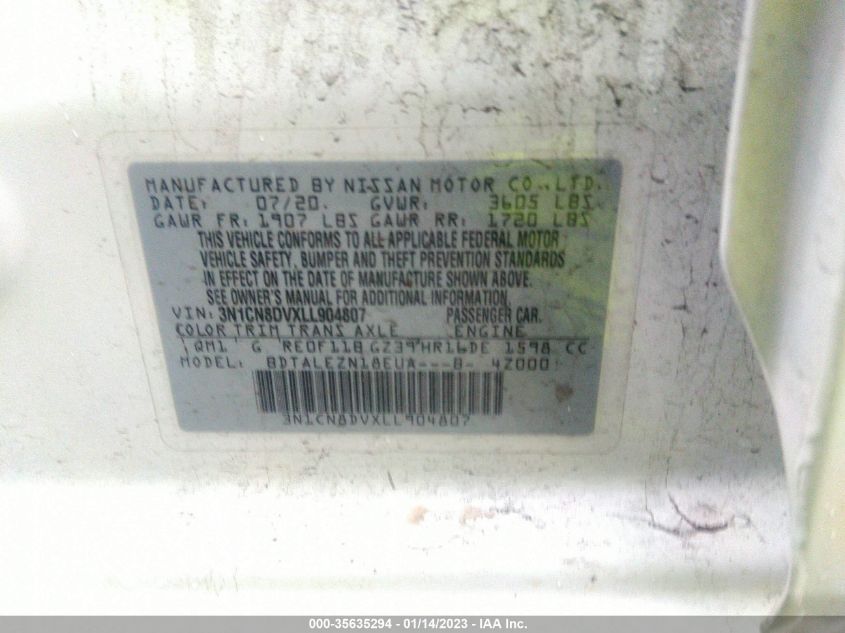 MANUFACTURED BY NISSAN MOTOR CO., LTD.
DATE: 07/20. GVWR: 3605 LBS
GAWR FR: 1907 LBS GAWR RR: 1720 LBS
THIS VEHICLE CONFORMS TO ALL APPLICABLE FEDERAL MOTOR
VEHICLE SAFETY, BUMPER AND THEFT PREVENTION STANDARDS
IN EFFECT ON THE DATE OF MANUFACTURE SHOWN ABOVE.
SEE OWNER'S MANUAL FOR ADDITIONAL INFORMATION.
VIN: 3N1CN8DVXLL904807 PASSENGER CAR.
COLOR TRIM TRANS AXLE ENGINE
QM1 G RE0F11B GZ39 HR16DE 1598 CC
MODEL: BDTALEZN18EUA---B- 4Z000
3N1CN8DVXLL904807
000-35635294 - 01/14/2023 - IAA Inc.